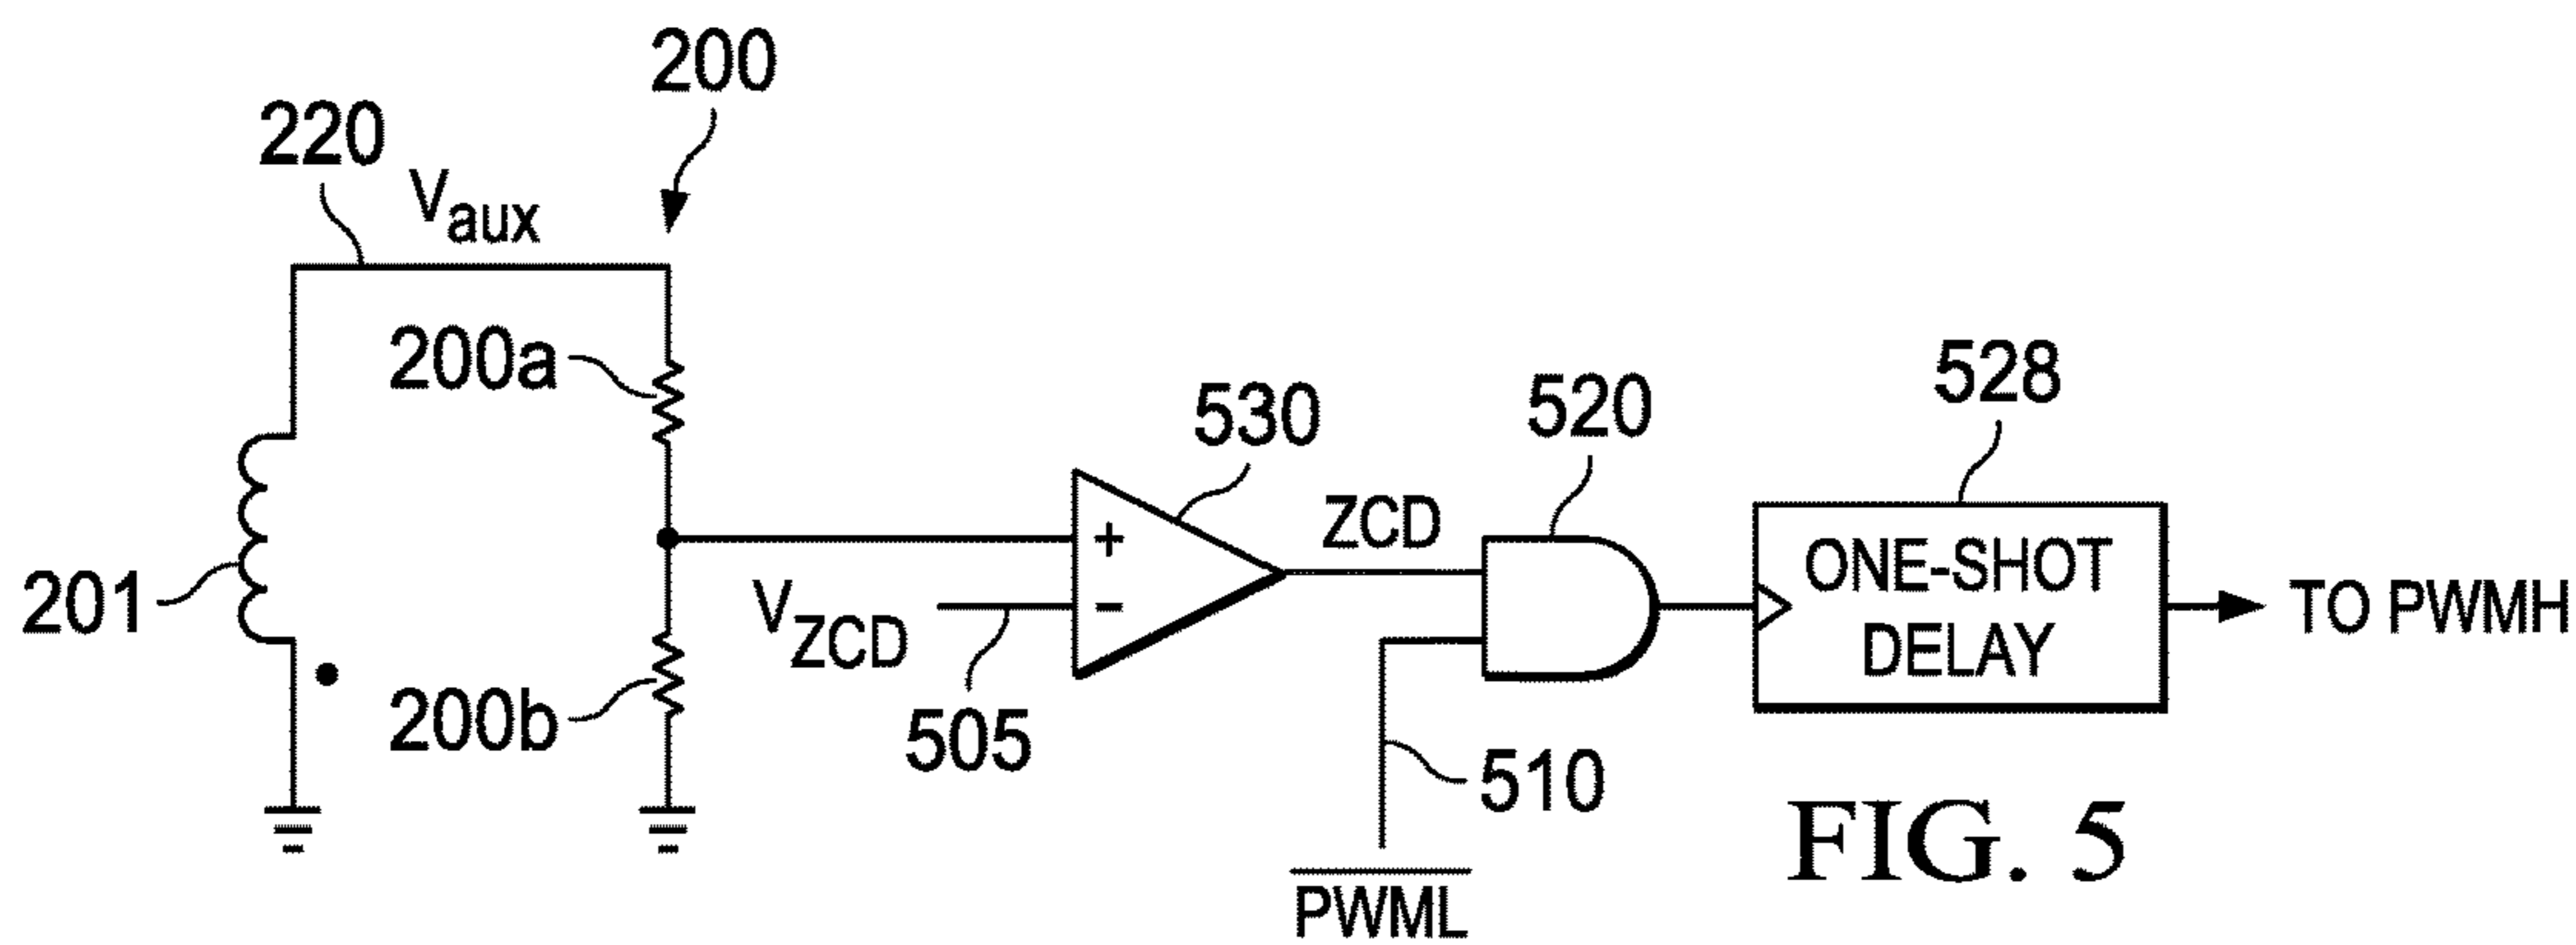 200
220
Vaux
200a
201
200b
530
520
528
ZCD
+
−
VZCD
505
510
ONE-SHOT
DELAY
TO PWMH
P̅W̅M̅L̅
FIG. 5